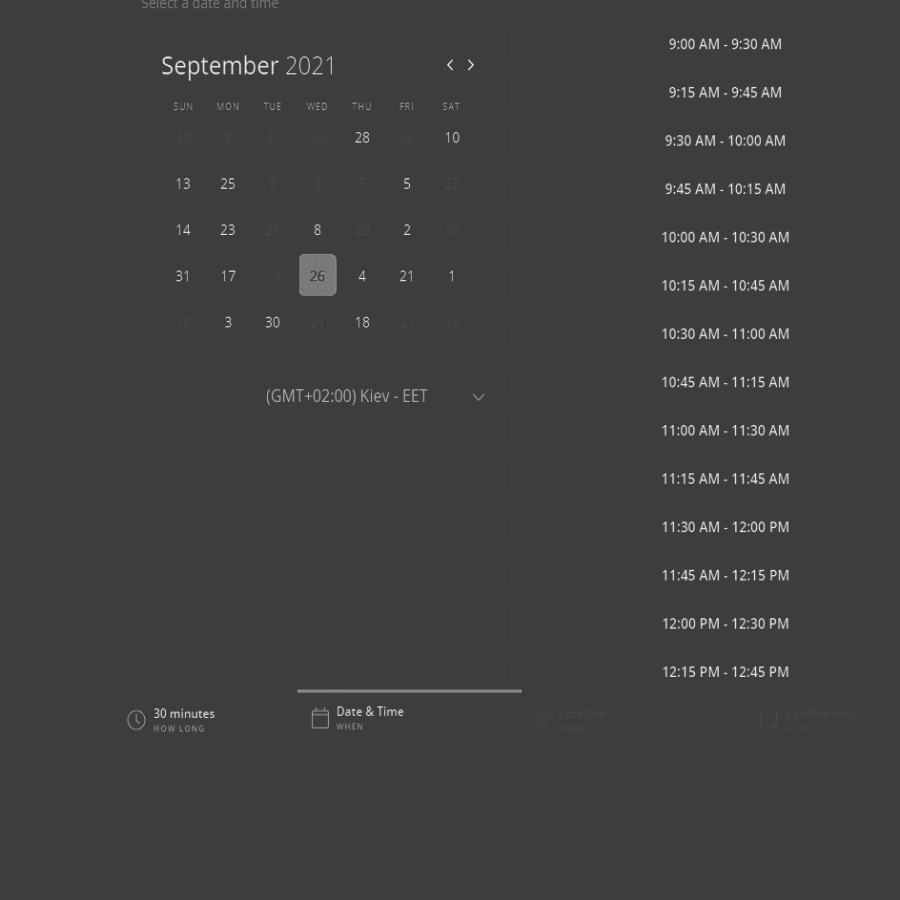 Select a date and time
September 2021
SUN MON TUE WED THU FRI SAT
28 8 31 30 28 26 10
13 25 9 3 5 5 25
14 23 21 8 28 2 30
31 17 14 26 4 21 1
18 3 30 21 18 21 15
(GMT+02:00) Kiev - EET
9:00 AM - 9:30 AM
9:15 AM - 9:45 AM
9:30 AM - 10:00 AM
9:45 AM - 10:15 AM
10:00 AM - 10:30 AM
10:15 AM - 10:45 AM
10:30 AM - 11:00 AM
10:45 AM - 11:15 AM
11:00 AM - 11:30 AM
11:15 AM - 11:45 AM
11:30 AM - 12:00 PM
11:45 AM - 12:15 PM
12:00 PM - 12:30 PM
12:15 PM - 12:45 PM
30 minutes
HOW LONG
Date & Time
WHEN
Location
WHERE
Confirm Info